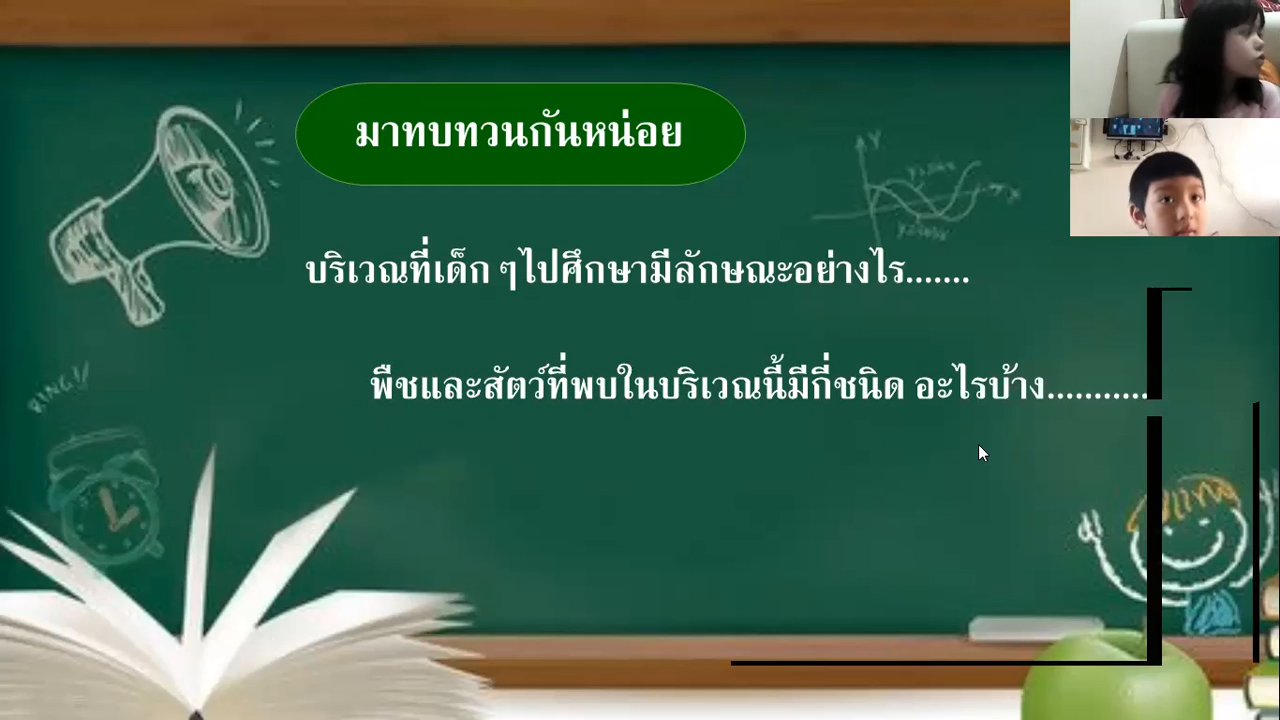 มาทบทวนกันหน่อย
บริเวณที่เด็ก ๆไปศึกษามีลักษณะอย่างไร.......
พืชและสัตว์ที่พบในบริเวณนี้มีกี่ชนิด อะไรบ้าง...........
RING!!
Y
X